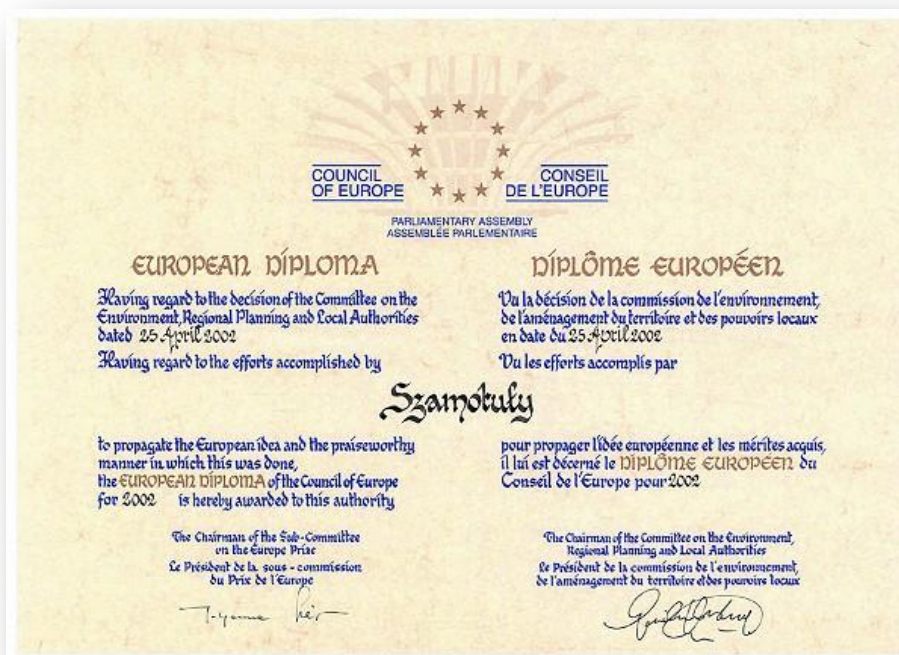 COUNCIL
OF EUROPE
CONSEIL
DE L'EUROPE
PARLIAMENTARY ASSEMBLY
ASSEMBLÉE PARLEMENTAIRE
EUROPEAN DIPLOMA
Having regard to the decision of the Committee on the
Environment, Regional Planning and Local Authorities
dated 25 April 2002
Having regard to the efforts accomplished by
DIPLÔME EUROPÉEN
Vu la décision de la commission de l'environnement,
de l'aménagement du territoire et des pouvoirs locaux
en date du 25 April 2002
Vu les efforts accomplis par
Szamotuły
to propagate the European idea and the praiseworthy
manner in which this was done,
the EUROPEAN DIPLOMA of the Council of Europe
for 2002 is hereby awarded to this authority
pour propager l'idée européenne et les mérites acquis,
il lui est décerné le DIPLÔME EUROPÉEN du
Conseil de l'Europe pour 2002
The Chairman of the Sub-Committee
on the Europe Prize
Le Président de la sous-commission
du Prix de l'Europe
The Chairman of the Committee on the Environment,
Regional Planning and Local Authorities
Le Président de la commission de l'environnement,
de l'aménagement du territoire et des pouvoirs locaux